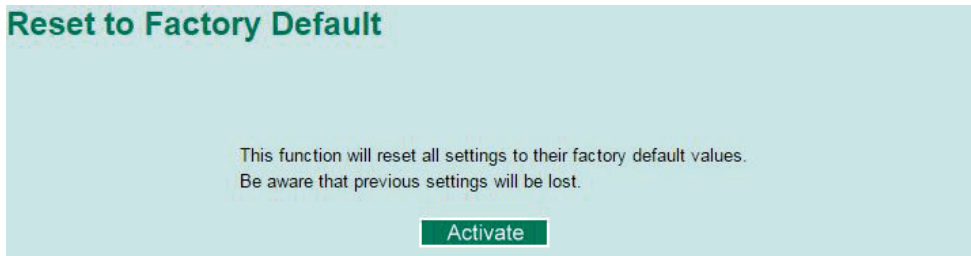 Reset to Factory Default
This function will reset all settings to their factory default values.
Be aware that previous settings will be lost.
Activate